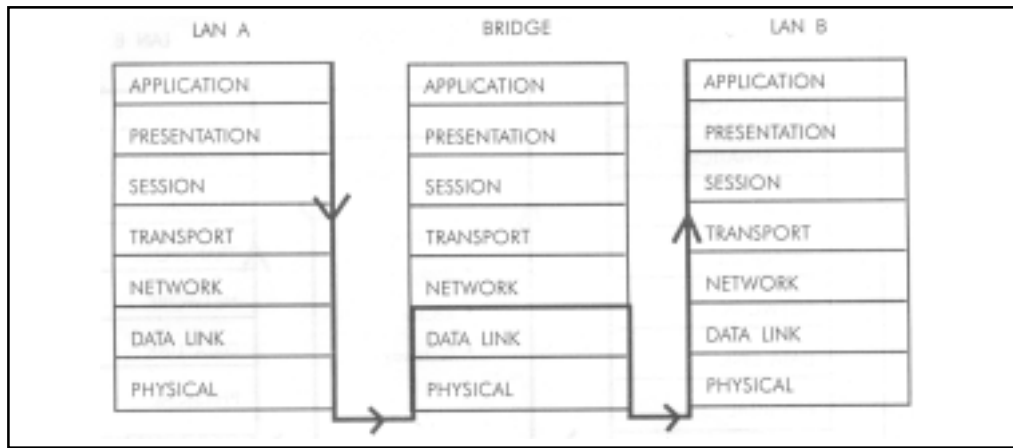 LAN A
BRIDGE
LAN B
APPLICATION
PRESENTATION
SESSION
TRANSPORT
NETWORK
DATA LINK
PHYSICAL
APPLICATION
PRESENTATION
SESSION
TRANSPORT
NETWORK
DATA LINK
PHYSICAL
APPLICATION
PRESENTATION
SESSION
TRANSPORT
NETWORK
DATA LINK
PHYSICAL